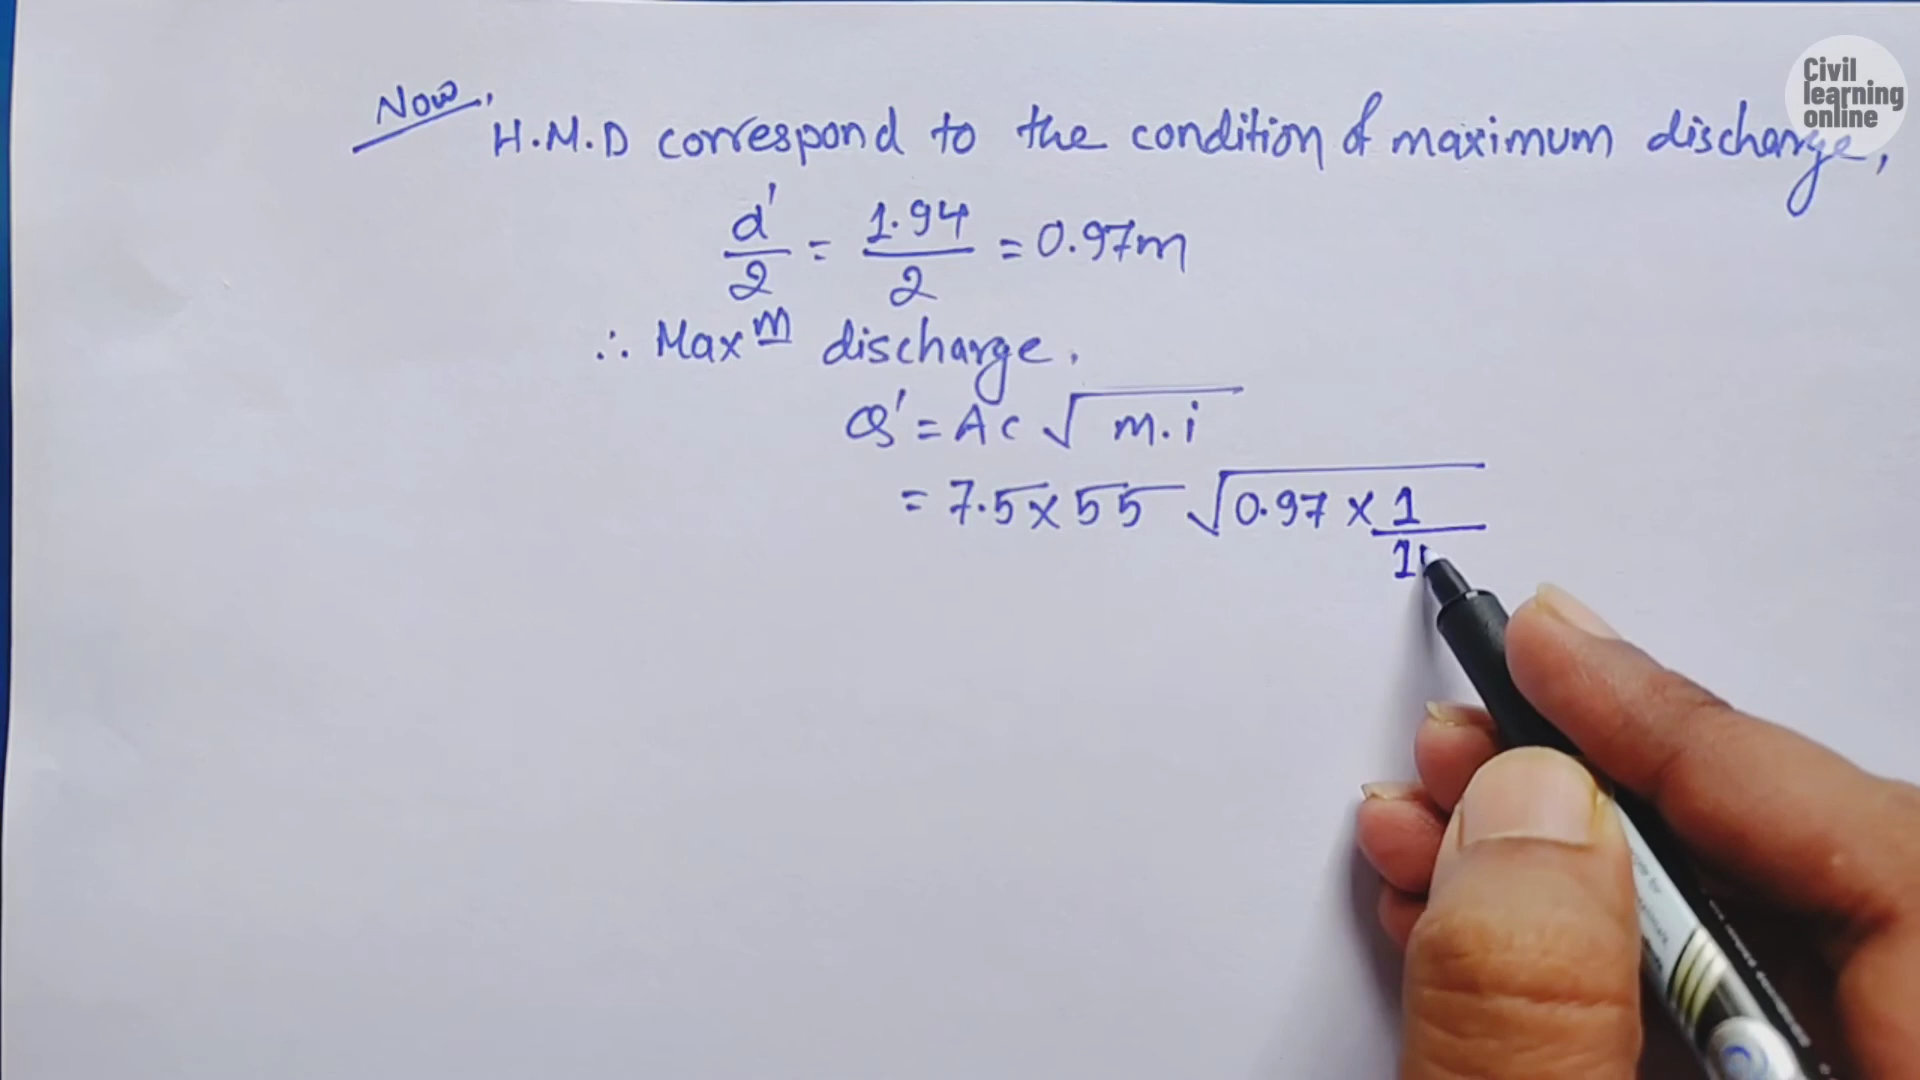 Civil
learning
online
Now,
H.M.D correspond to the condition of maximum discharge,
d'/2 = 1.94/2 = 0.97m
∴ Maxm discharge.
Q' = AC √m.i
= 7.5 x 55 √0.97 x 1/1